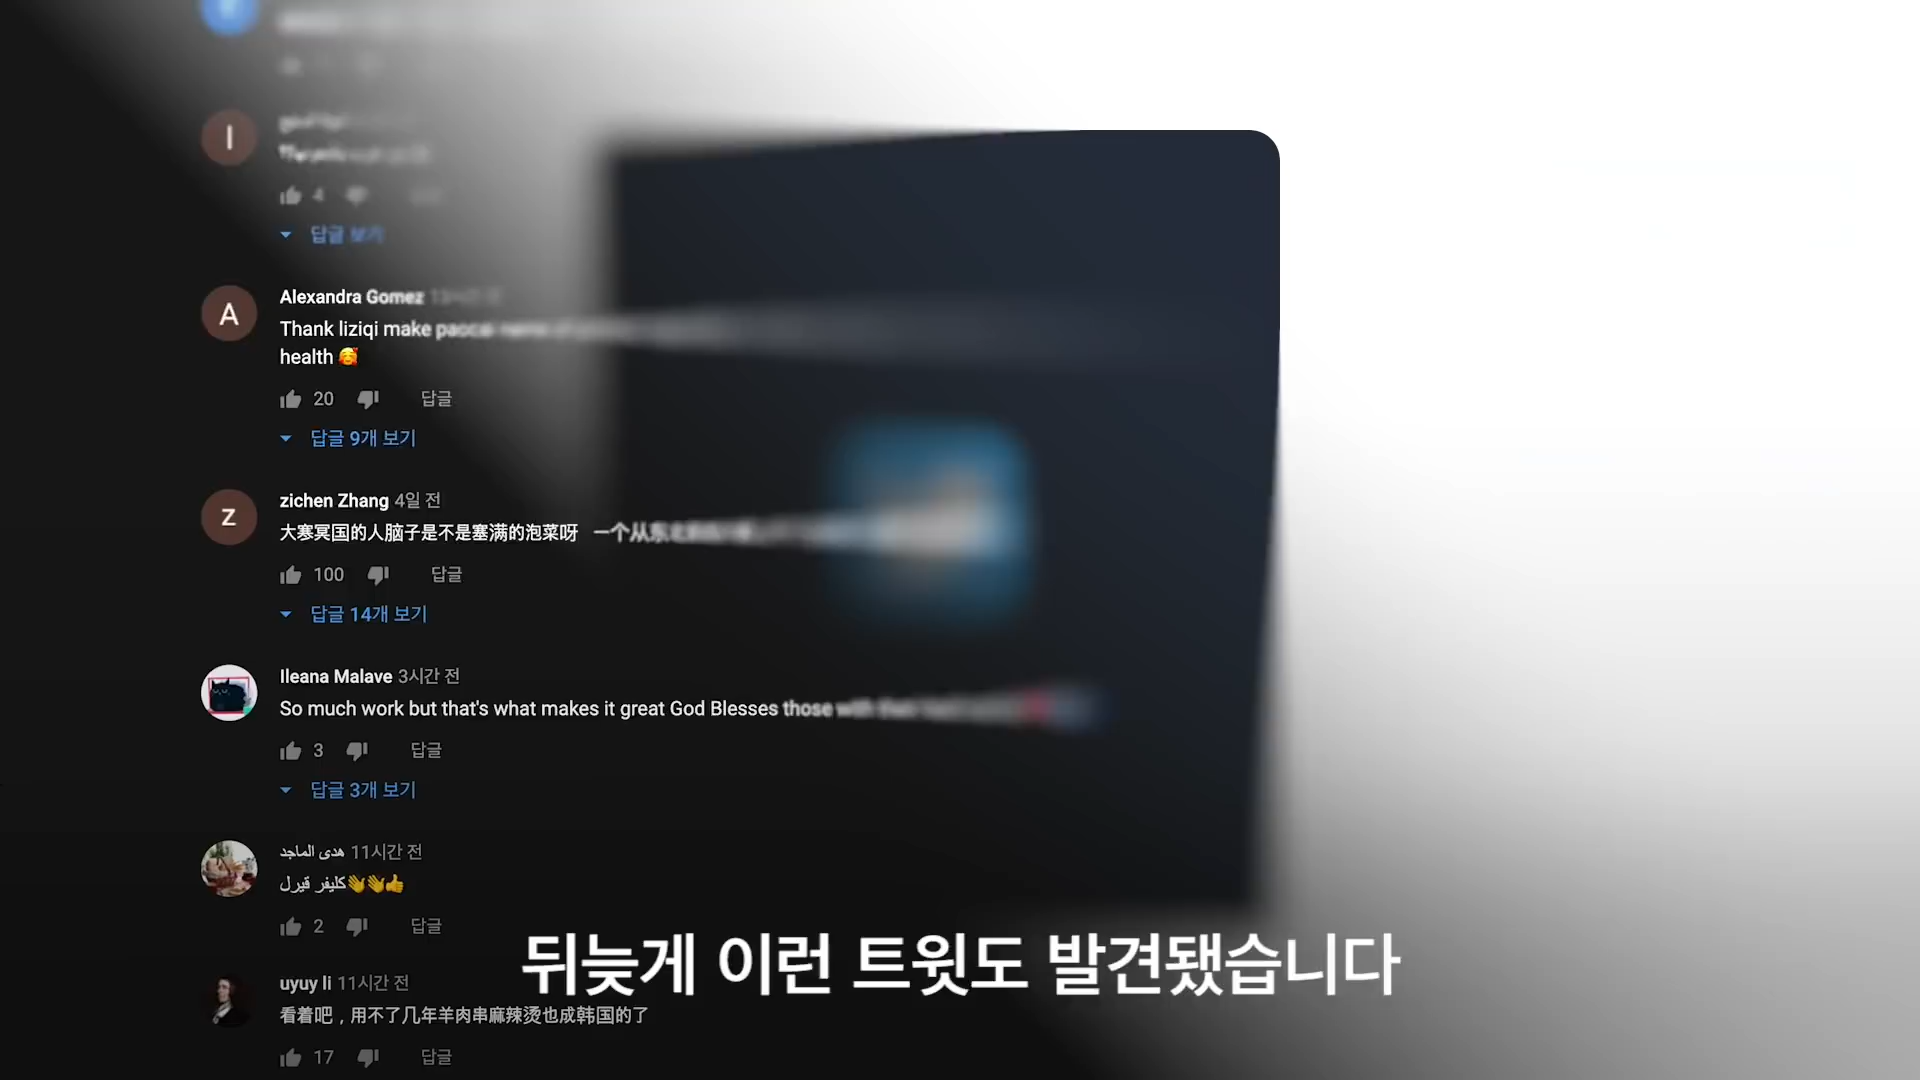 I
4
답글 보기
A
Alexandra Gomez
Thank liziqi make paocai
health 🥰
20 답글
답글 9개 보기
Z
zichen Zhang 4일 전
大寒冥国的人脑子是不是塞满的泡菜呀 一个从东
100 답글
답글 14개 보기
Ileana Malave 3시간 전
So much work but that's what makes it great God Blesses those with their
3 답글
답글 3개 보기
هدى الماجد 11시간 전
كليفر قيرل👋👋👍
2 답글
뒤늦게 이런 트윗도 발견됐습니다
uyuy li 11시간 전
看着吧，用不了几年羊肉串麻辣烫也成韩国的了
17 답글